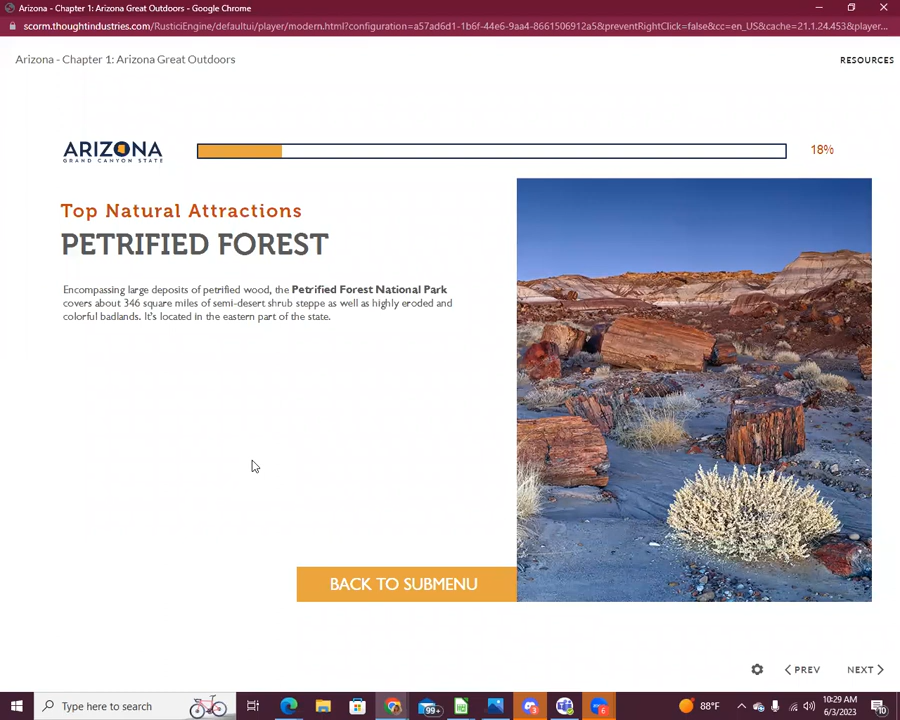 Arizona - Chapter 1: Arizona Great Outdoors - Google Chrome
scorm.thoughtindustries.com/RusticiEngine/defaultui/player/modern.html?configuration=a57ad6d1-1b6f-44e6-9aa4-8661506912a5&preventRightClick=false&cc=en_US&cache=21.1.24.453&player...
Arizona - Chapter 1: Arizona Great Outdoors
RESOURCES
ARIZONA
GRAND CANYON STATE
18%
Top Natural Attractions
PETRIFIED FOREST
Encompassing large deposits of petrified wood, the Petrified Forest National Park
covers about 346 square miles of semi-desert shrub steppe as well as highly eroded and
colorful badlands. It's located in the eastern part of the state.
BACK TO SUBMENU
PREV
NEXT
Type here to search
99+
3
6
88°F
10:29 AM
6/3/2023
10